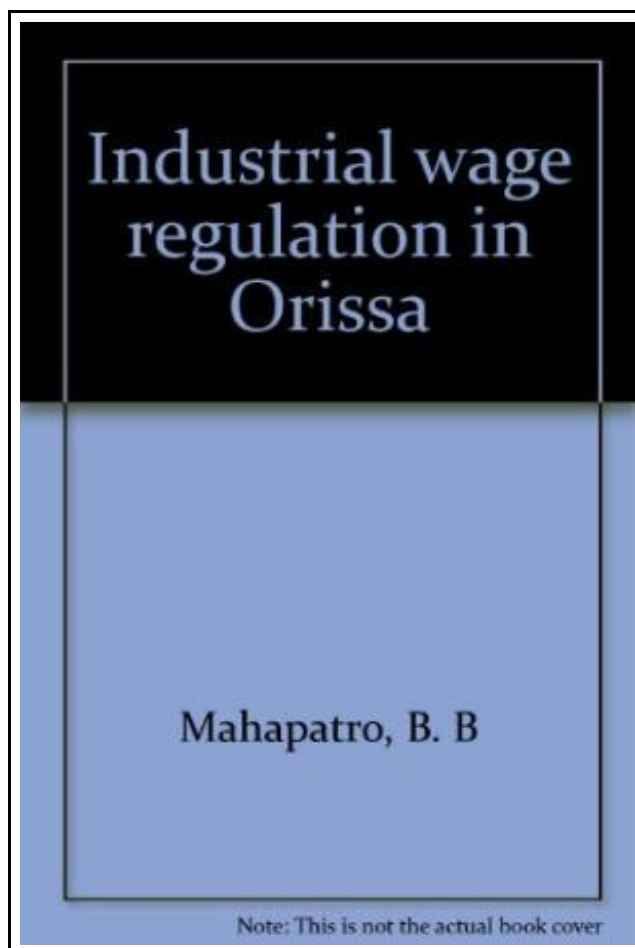 Industrial wage
regulation in
Orissa
Mahapatro, B. B
Note: This is not the actual book cover